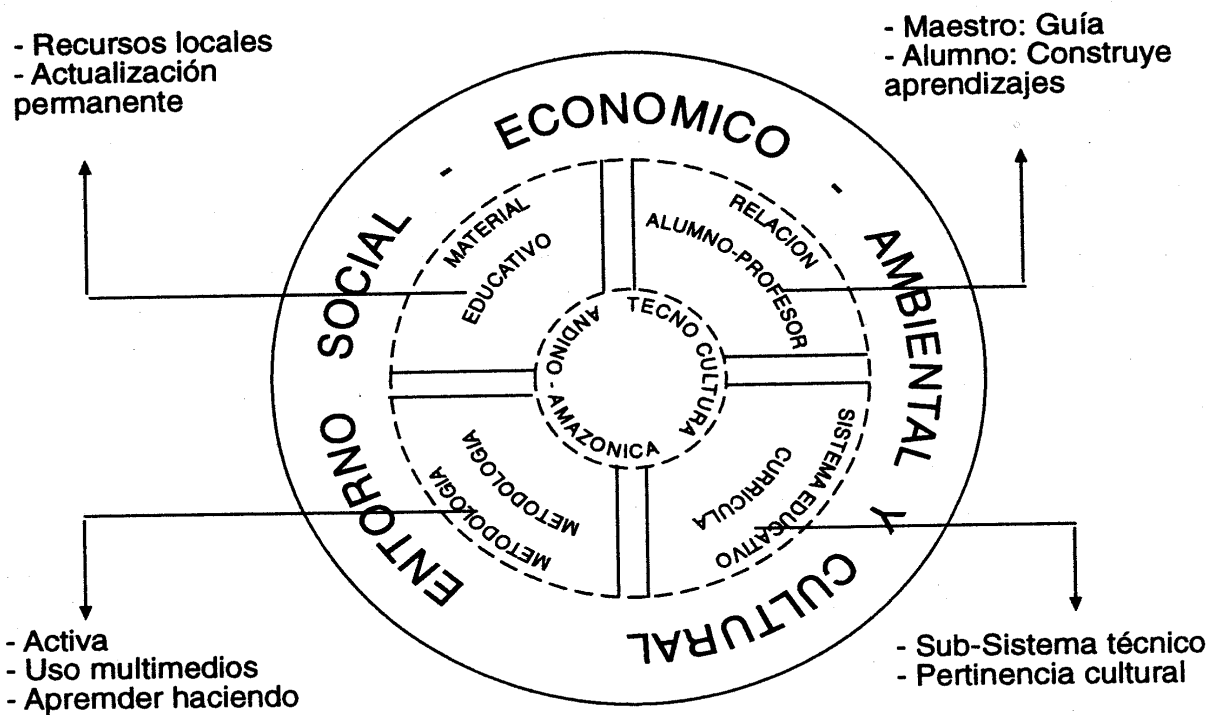 - Recursos locales
- Actualización
permanente
- Maestro: Guía
- Alumno: Construye
aprendizajes
ENTORNO SOCIAL - ECONOMICO - AMBIENTAL Y CULTURAL
MATERIAL
EDUCATIVO
RELACION
ALUMNO-PROFESOR
TECNO CULTURA
ANDINO - AMAZONICA
METODOLOGIA
METODOLOGIA
SISTEMA EDUCATIVO
CURRICULA
- Activa
- Uso multimedios
- Apremder haciendo
- Sub-Sistema técnico
- Pertinencia cultural